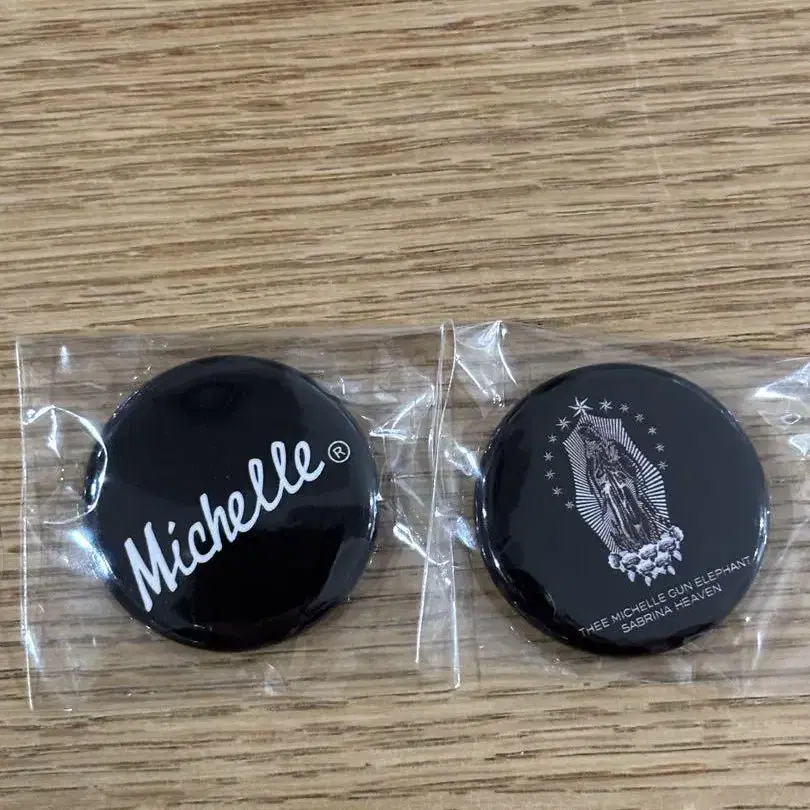 Michelle®
THEE MICHELLE GUN ELEPHANT
SABRINA HEAVEN